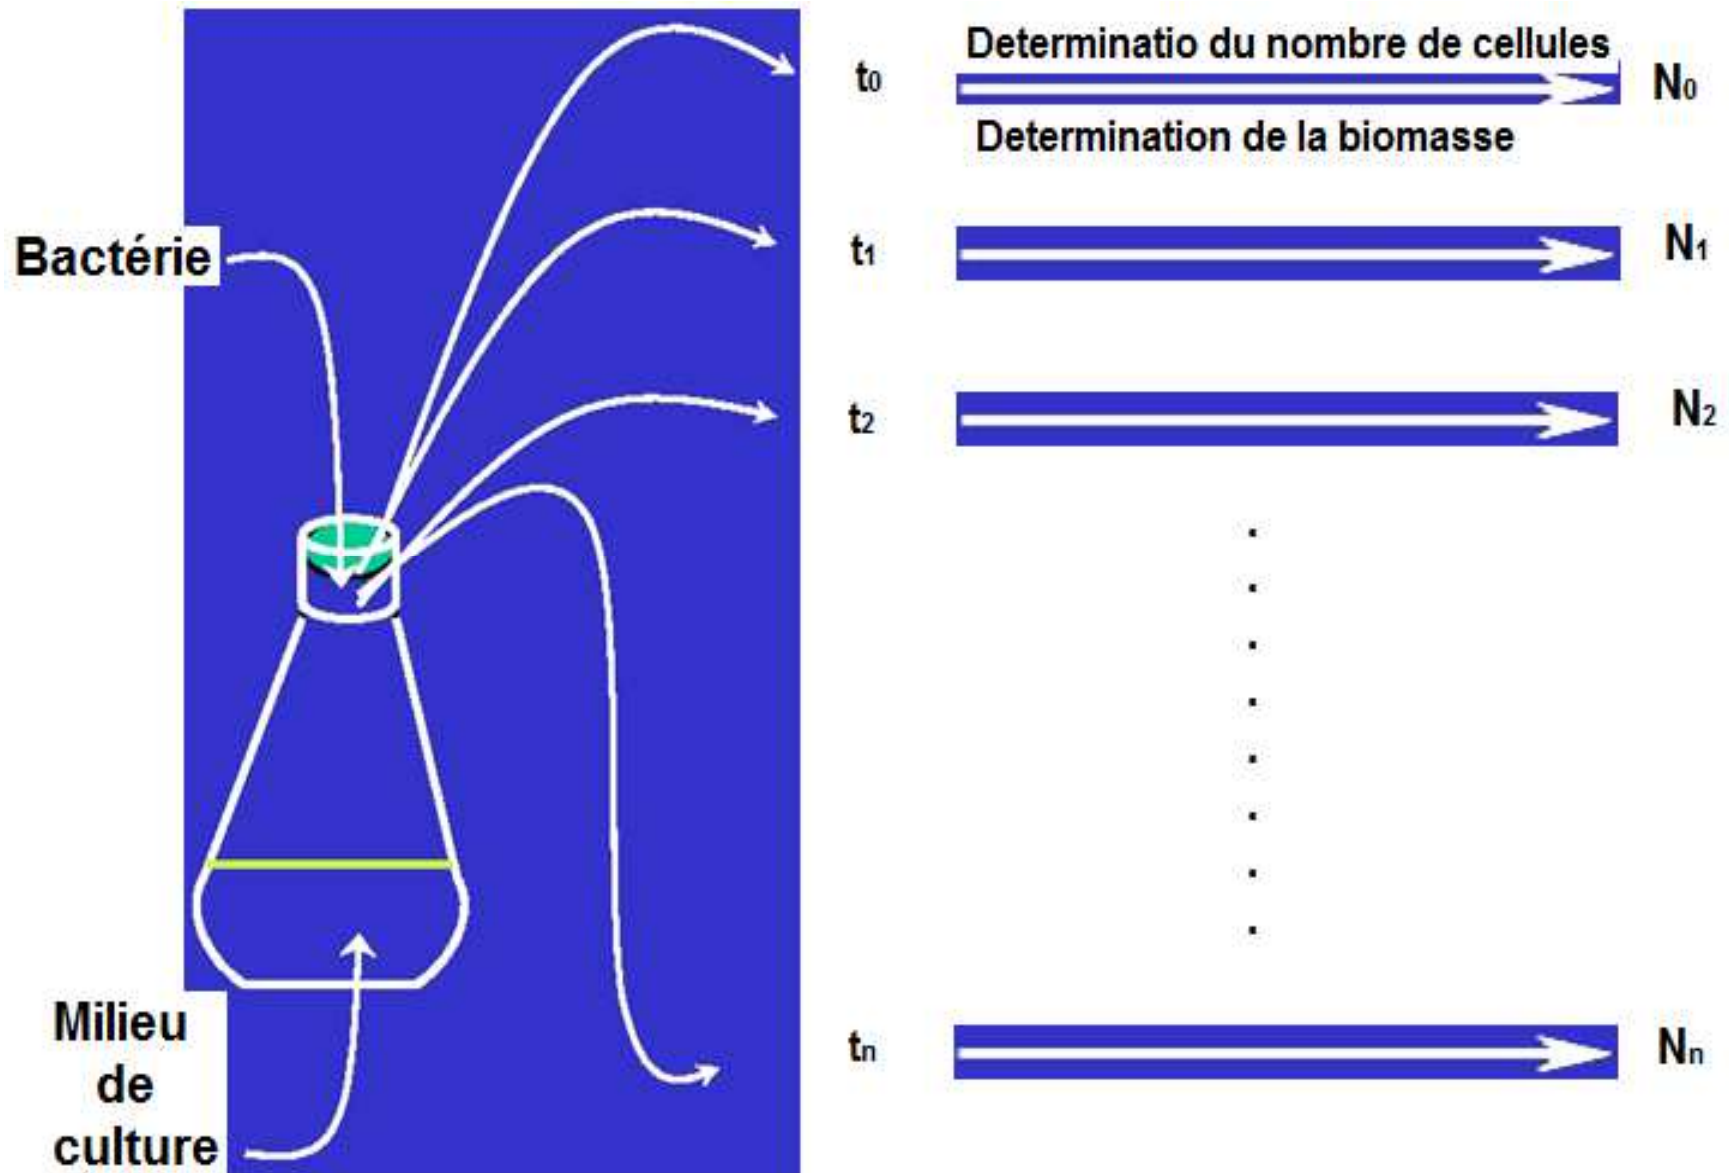 Determinatio du nombre de cellules
t0
N0
Determination de la biomasse
Bactérie
t1
N1
t2
N2
Milieu
de
culture
tn
Nn